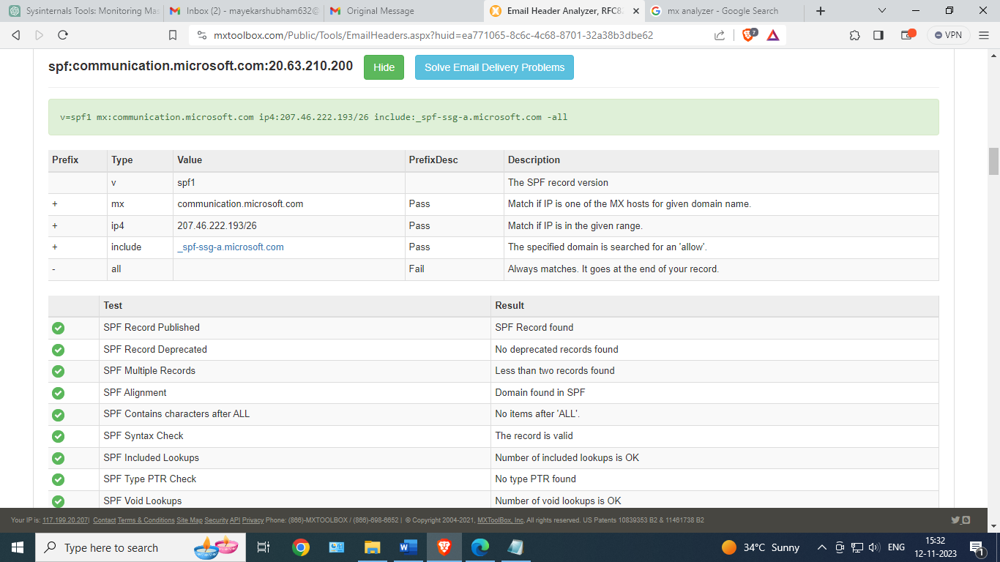 Sysinternals Tools: Monitoring Mas
Inbox (2) - mayekarshubham632@
Original Message
Email Header Analyzer, RFC8
mx analyzer - Google Search
mxtoolbox.com/Public/Tools/EmailHeaders.aspx?huid=ea771065-8c6c-4c68-8701-32a38b3dbe62
7
VPN
spf:communication.microsoft.com:20.63.210.200
Hide
Solve Email Delivery Problems
v=spf1 mx:communication.microsoft.com ip4:207.46.222.193/26 include:_spf-ssg-a.microsoft.com -all
Prefix Type Value PrefixDesc Description
v spf1 The SPF record version
+ mx communication.microsoft.com Pass Match if IP is one of the MX hosts for given domain name.
+ ip4 207.46.222.193/26 Pass Match if IP is in the given range.
+ include _spf-ssg-a.microsoft.com Pass The specified domain is searched for an 'allow'.
- all Fail Always matches. It goes at the end of your record.
Test Result
SPF Record Published SPF Record found
SPF Record Deprecated No deprecated records found
SPF Multiple Records Less than two records found
SPF Alignment Domain found in SPF
SPF Contains characters after ALL No items after 'ALL'.
SPF Syntax Check The record is valid
SPF Included Lookups Number of included lookups is OK
SPF Type PTR Check No type PTR found
SPF Void Lookups Number of void lookups is OK
Your IP is: 117.199.20.207| Contact Terms & Conditions Site Map Security API Privacy Phone: (866)-MXTOOLBOX / (866)-698-6652 | © Copyright 2004-2021, MXToolBox, Inc, All rights reserved. US Patents 10839353 B2 & 11461738 B2
Type here to search
34°C Sunny
ENG
15:32
12-11-2023
1